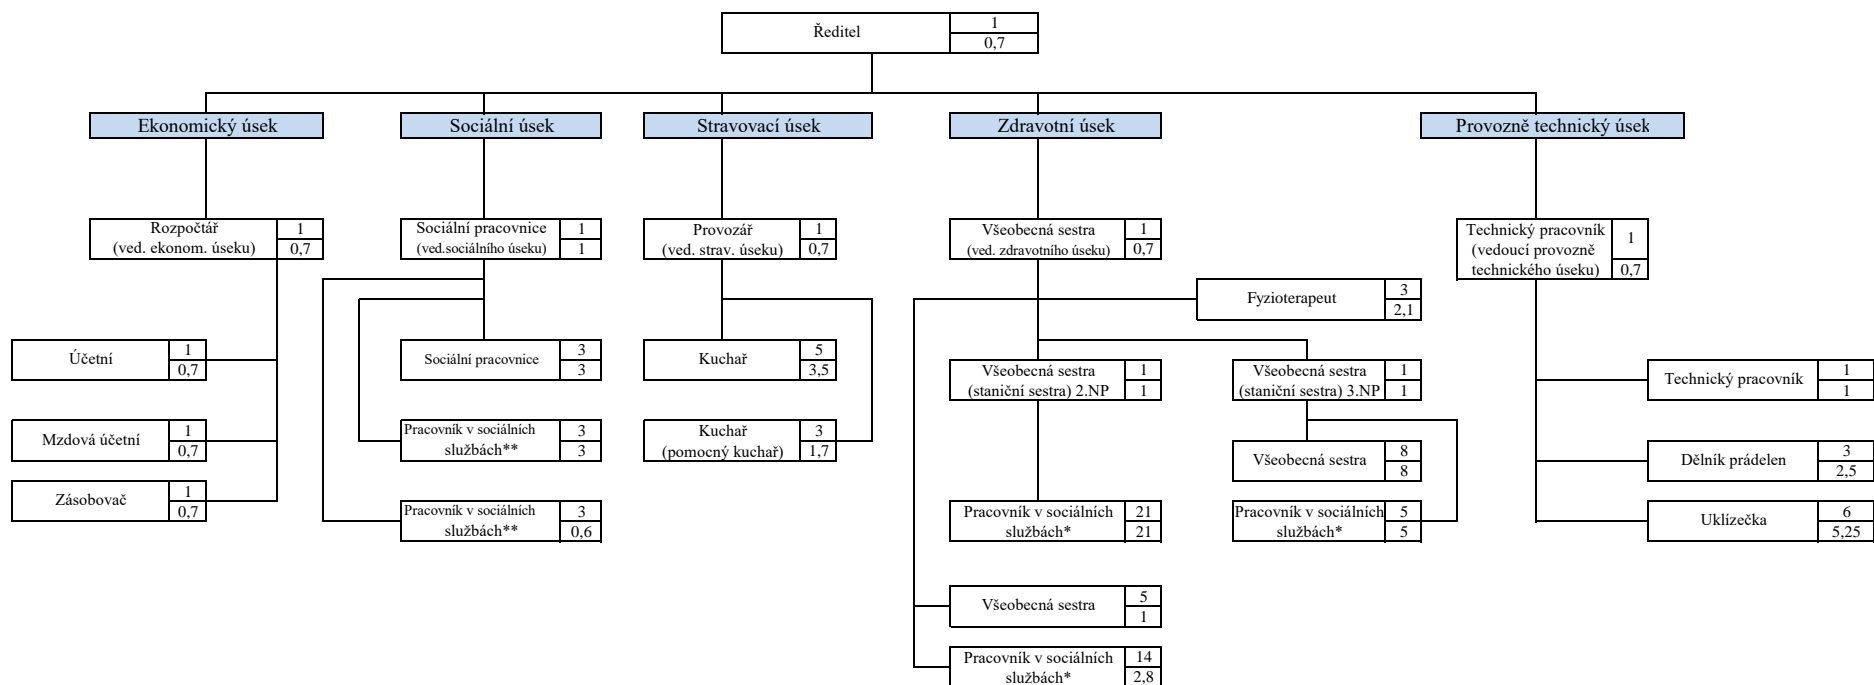 Ředitel
1
0,7
Ekonomický úsek
Sociální úsek
Stravovací úsek
Zdravotní úsek
Provozně technický úsek
Rozpočtář
(ved. ekonom. úseku)
1
0,7
Sociální pracovnice
(ved.sociálního úseku)
1
1
Provozář
(ved. strav. úseku)
1
0,7
Všeobecná sestra
(ved. zdravotního úseku)
1
0,7
Technický pracovník
(vedoucí provozně
technického úseku)
1
0,7
Fyzioterapeut
3
2,1
Účetní
1
0,7
Sociální pracovnice
3
3
Kuchař
5
3,5
Všeobecná sestra
(staniční sestra) 2.NP
1
1
Všeobecná sestra
(staniční sestra) 3.NP
1
1
Technický pracovník
1
1
Mzdová účetní
1
0,7
Pracovník v sociálních
službách**
3
3
Kuchař
(pomocný kuchař)
3
1,7
Všeobecná sestra
8
8
Dělník prádelen
3
2,5
Zásobovač
1
0,7
Pracovník v sociálních
službách**
3
0,6
Pracovník v sociálních
službách*
21
21
Pracovník v sociálních
službách*
5
5
Uklízečka
6
5,25
Všeobecná sestra
5
1
Pracovník v sociálních
službách*
14
2,8